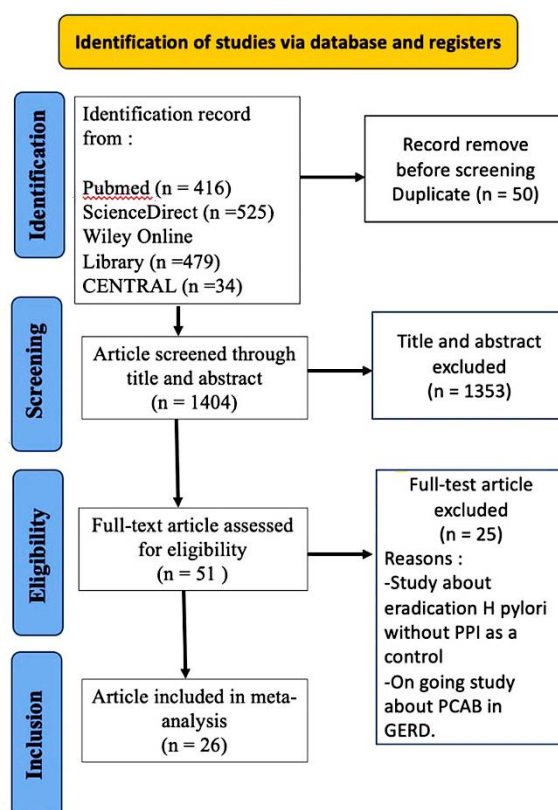 Identification of studies via database and registers
Identification
Identification record
from :
Pubmed (n = 416)
ScienceDirect (n =525)
Wiley Online
Library (n =479)
CENTRAL (n =34)
Record remove
before screening
Duplicate (n = 50)
Screening
Article screened through
title and abstract
(n = 1404)
Title and abstract
excluded
(n = 1353)
Eligibility
Full-text article assessed
for eligibility
(n = 51 )
Full-test article
excluded
(n = 25)
Reasons :
-Study about
eradication H pylori
without PPI as a
control
-On going study
about PCAB in
GERD.
Inclusion
Article included in meta-
analysis
(n = 26)